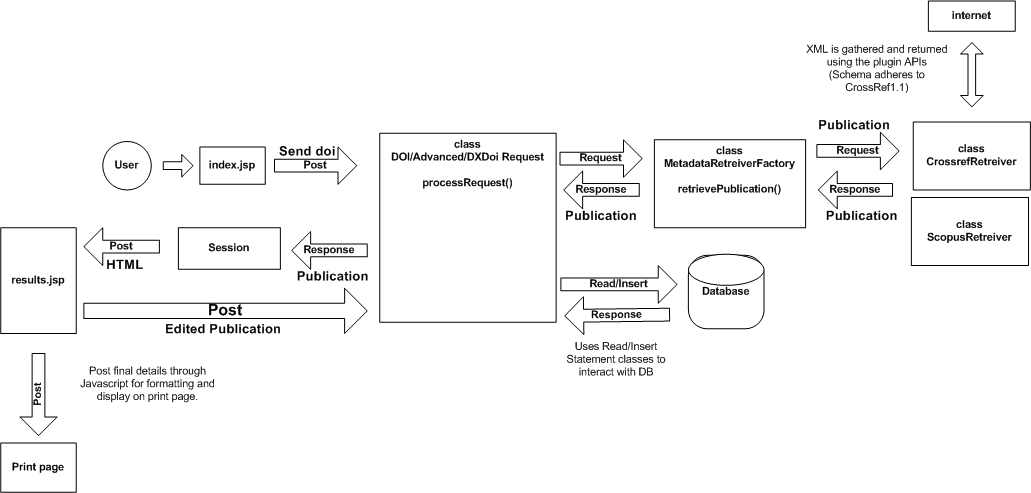 internet
XML is gathered and returned
using the plugin APIs
(Schema adheres to
CrossRef1.1)
User
index.jsp
Send doi
Post
class
DOI/Advanced/DXDoi Request
processRequest()
Request
Response
Publication
class
MetadataRetreiverFactory
retrievePublication()
Publication
Request
Response
Publication
class
CrossrefRetreiver
class
ScopusRetreiver
results.jsp
Post
HTML
Session
Response
Publication
Post
Edited Publication
Read/Insert
Response
Database
Uses Read/Insert
Statement classes to
interact with DB
Post
Post final details through
Javascript for formatting and
display on print page.
Print page